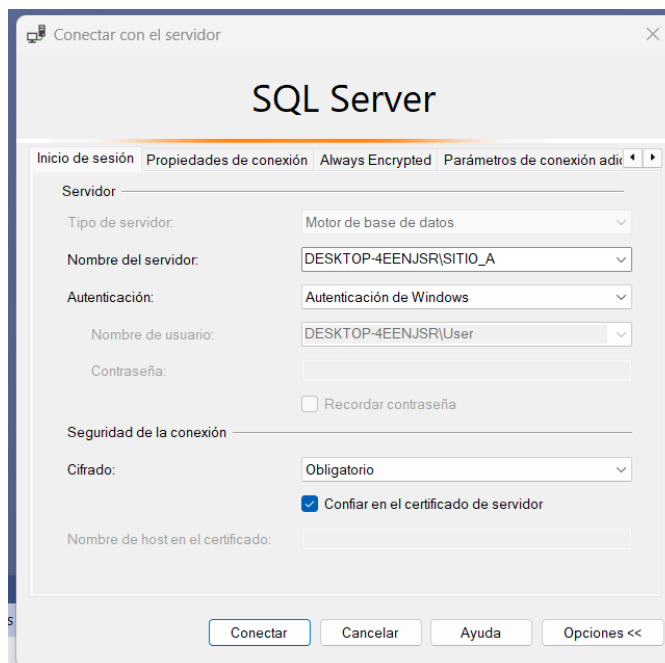 Conectar con el servidor
SQL Server
Inicio de sesión Propiedades de conexión Always Encrypted Parámetros de conexión adic
Servidor
Tipo de servidor: Motor de base de datos
Nombre del servidor: DESKTOP-4EENJSR\SITIO_A
Autenticación: Autenticación de Windows
Nombre de usuario: DESKTOP-4EENJSR\User
Contraseña:
Recordar contraseña
Seguridad de la conexión
Cifrado: Obligatorio
Confiar en el certificado de servidor
Nombre de host en el certificado:
s
Conectar Cancelar Ayuda Opciones <<